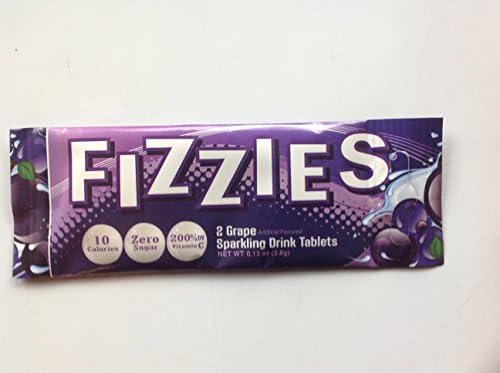 FIZZIES
10
Calories
Zero
Sugar
200%DV
Vitamin C
2 Grape Artificial Flavored
Sparkling Drink Tablets
NET WT 0.13 oz (3.8g)